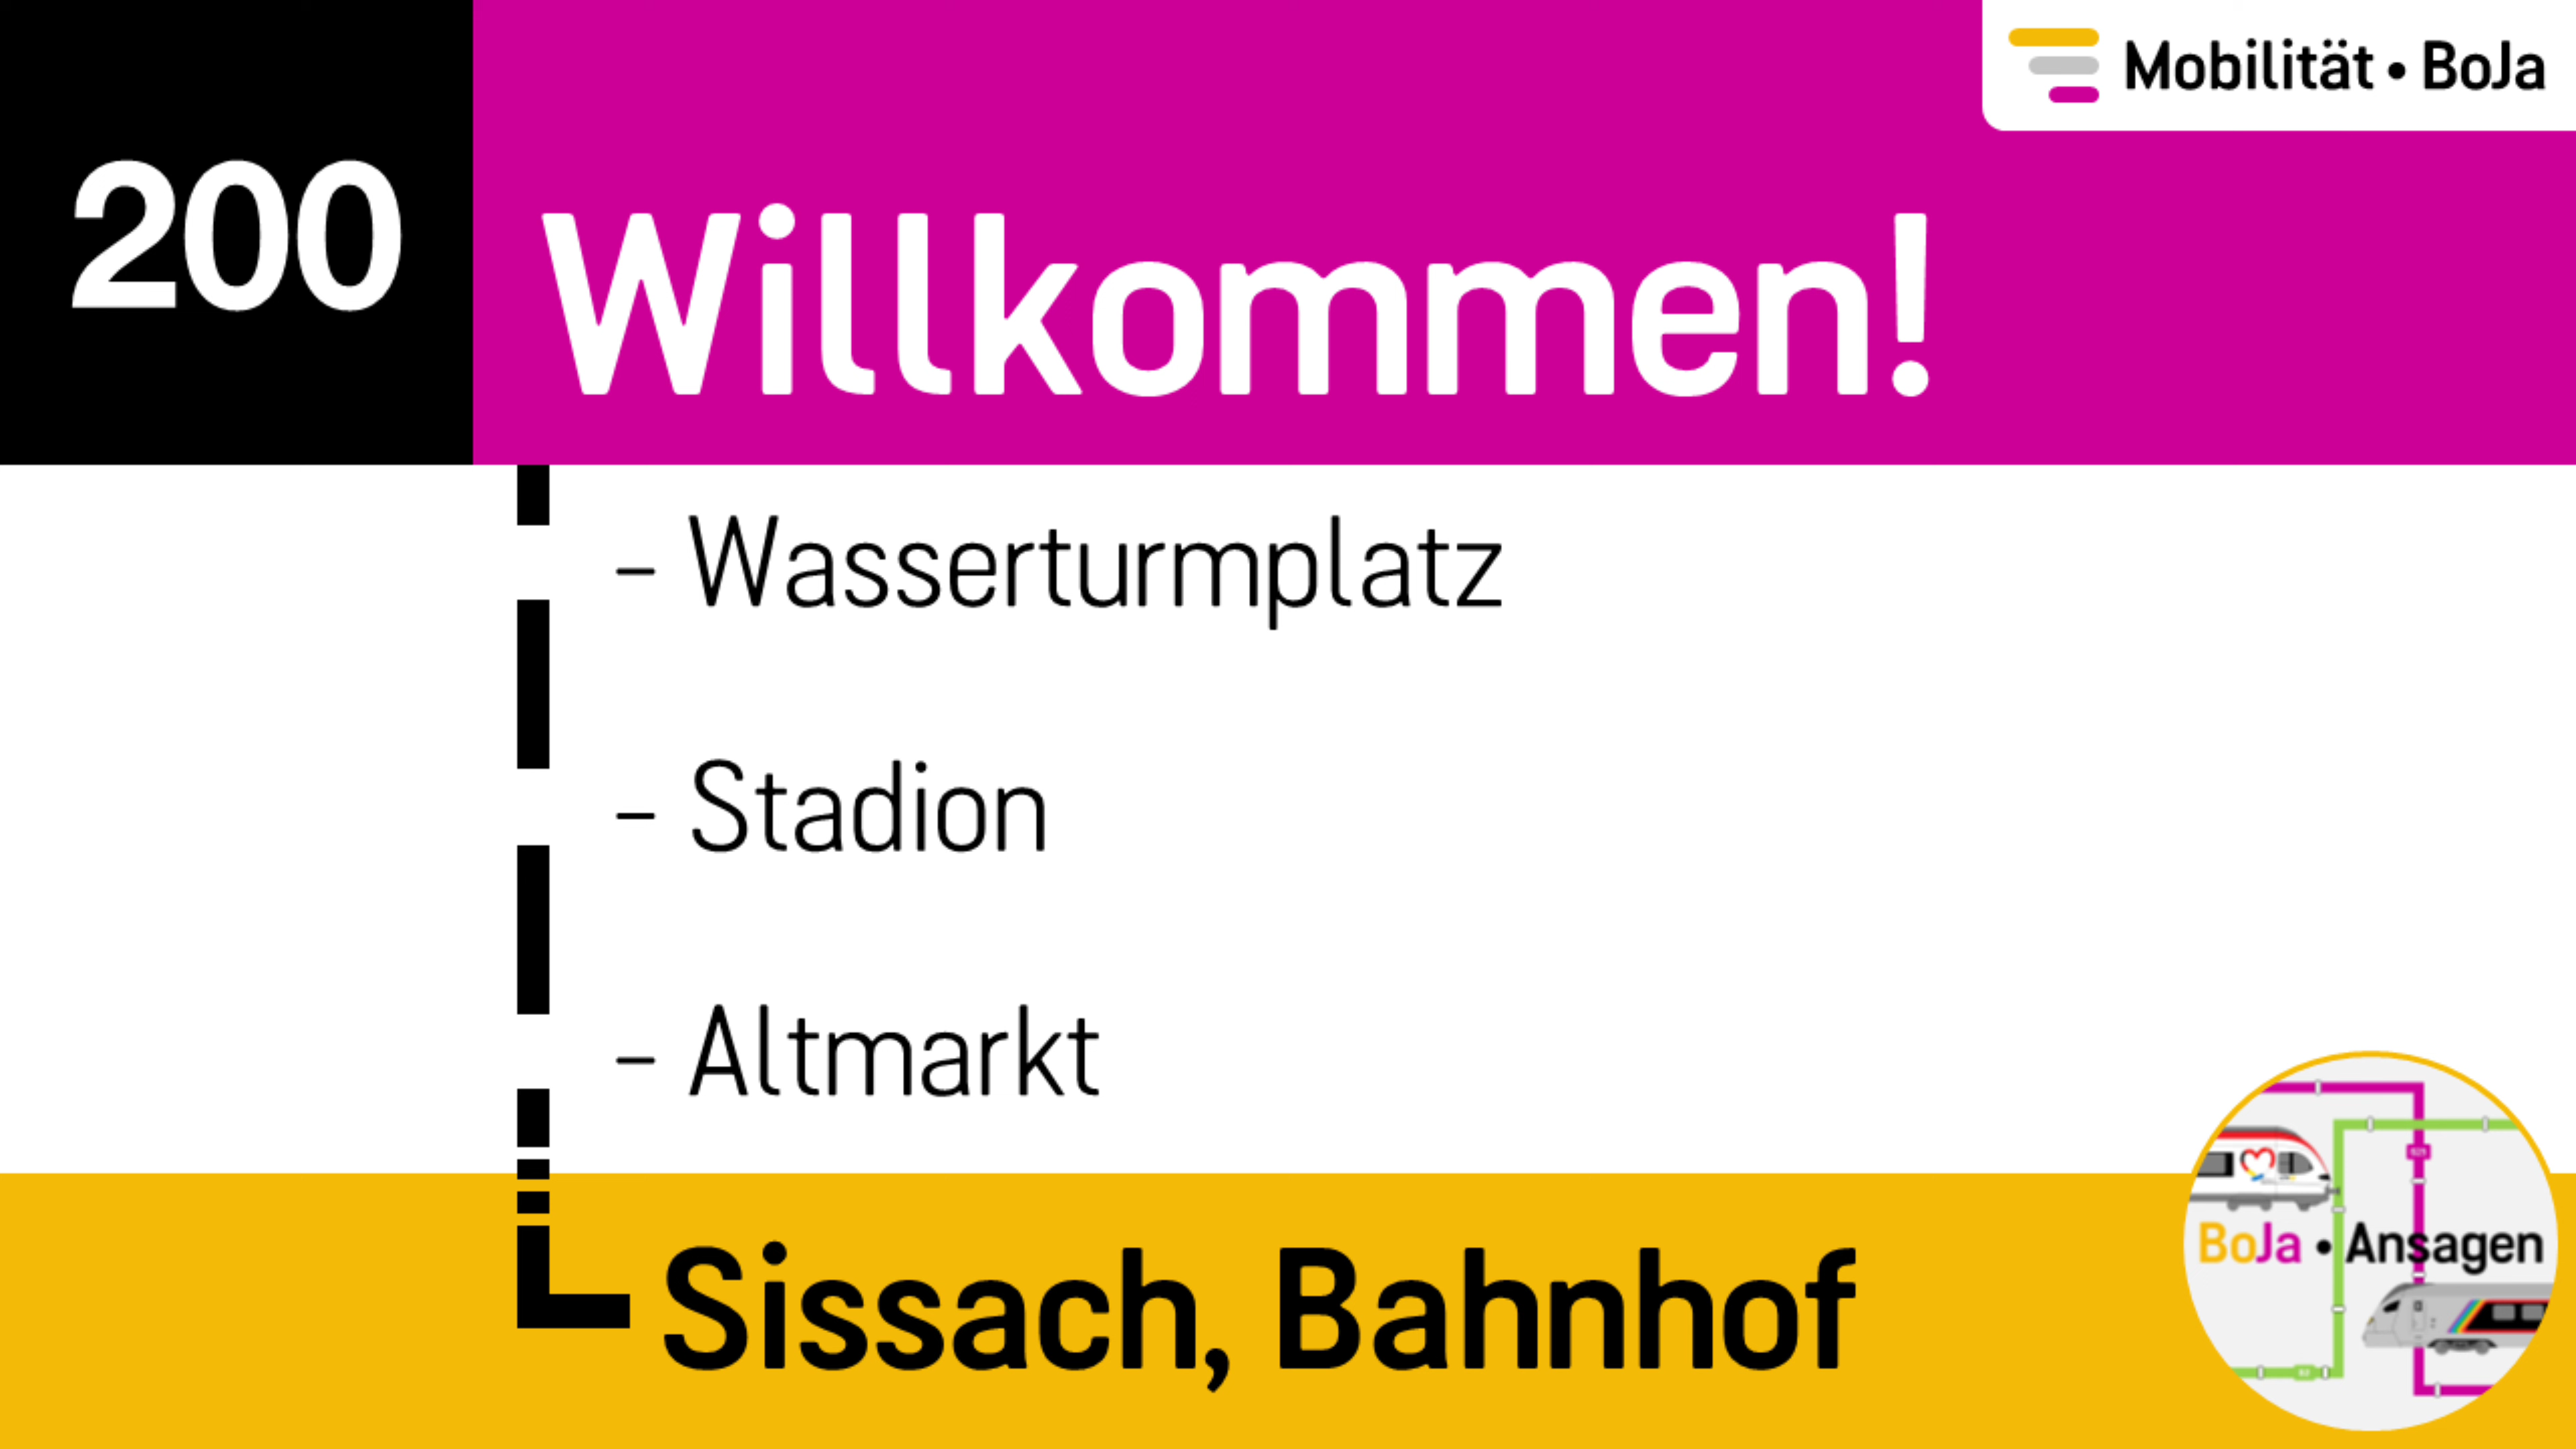 200
Willkommen!
Mobilität • BoJa
- Wasserturmplatz
- Stadion
- Altmarkt
Sissach, Bahnhof
BoJa • Ansagen